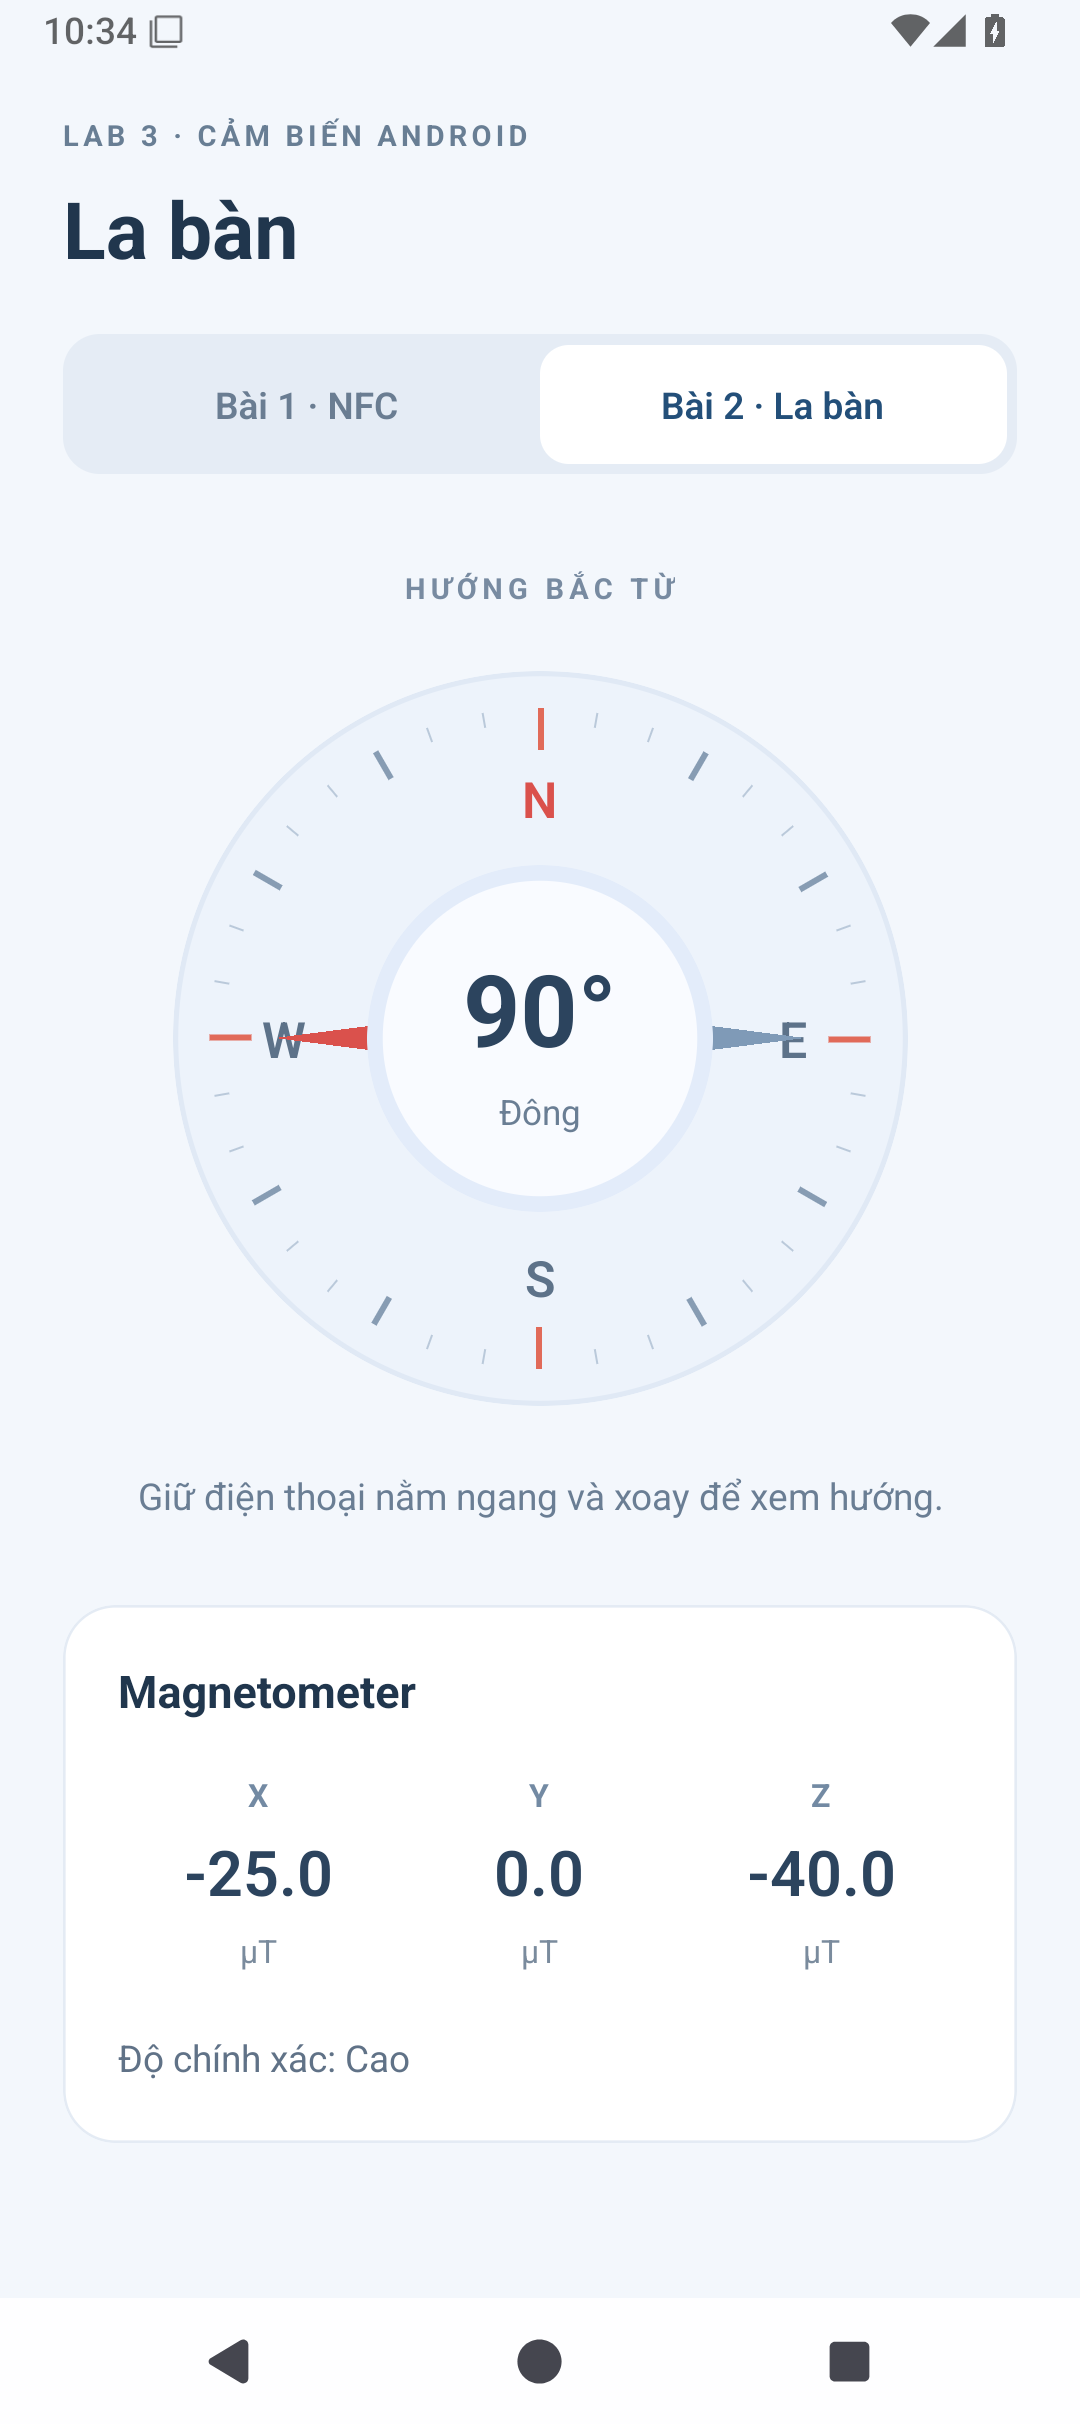 10:34
LAB 3 · CẢM BIẾN ANDROID
La bàn
Bài 1 · NFC
Bài 2 · La bàn
HƯỚNG BẮC TỪ
N
W
90°
E
Đông
S
Giữ điện thoại nằm ngang và xoay để xem hướng.
Magnetometer
X Y Z
-25.0 0.0 -40.0
µT µT µT
Độ chính xác: Cao